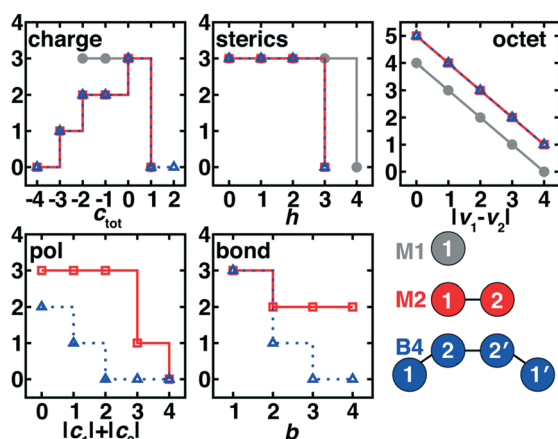 charge
4
3
2
1
0
-4 -3 -2 -1 0 1 2
c_tot
sterics
4
3
2
1
0
0 1 2 3 4
h
octet
5
4
3
2
1
0
0 1 2 3 4
|v₁-v₂|
pol
4
3
2
1
0
0 1 2 3 4
|c₁|+|c₂|
bond
4
3
2
1
0
1 2 3 4
b
M1 1
M2 1 2
B4 1 2 2′ 1′